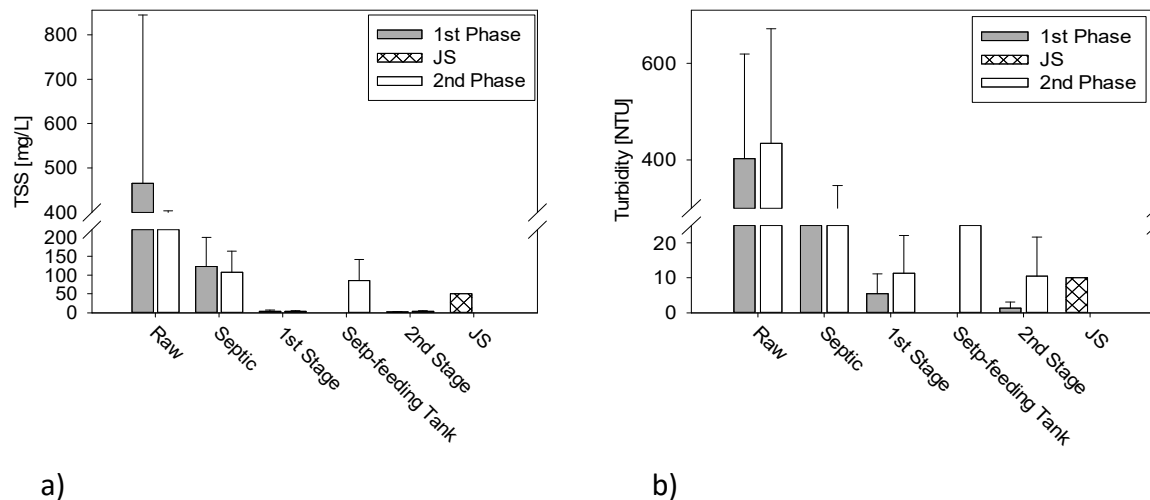 800
700
600
500
400
200
150
100
50
0
TSS [mg/L]
1st Phase
JS
2nd Phase
Raw
Septic
1st Stage
Setp-feeding Tank
2nd Stage
JS
a)
600
400
20
10
0
Turbidity [NTU]
1st Phase
JS
2nd Phase
Raw
Septic
1st Stage
Setp-feeding Tank
2nd Stage
JS
b)